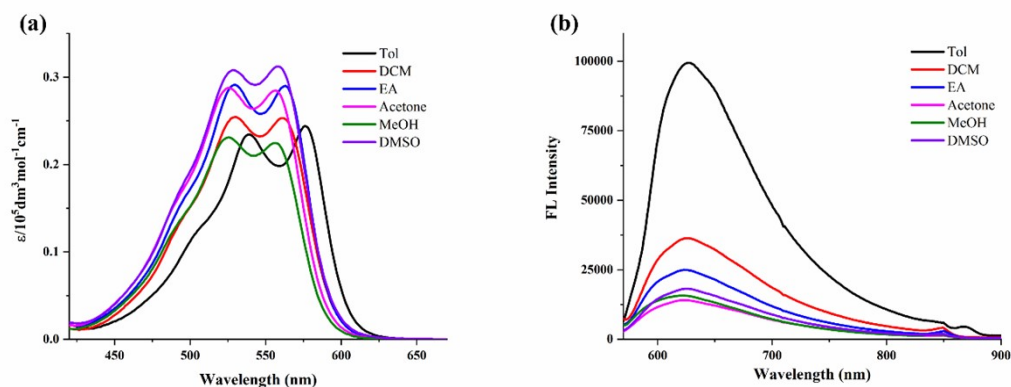 (a)
Tol
DCM
EA
Acetone
MeOH
DMSO
ε/10⁵dm³mol⁻¹cm⁻¹
0.3
0.2
0.1
0.0
450
500
550
600
650
Wavelength (nm)
(b)
Tol
DCM
EA
Acetone
MeOH
DMSO
FL Intensity
100000
75000
50000
25000
0
600
700
800
900
Wavelength (nm)